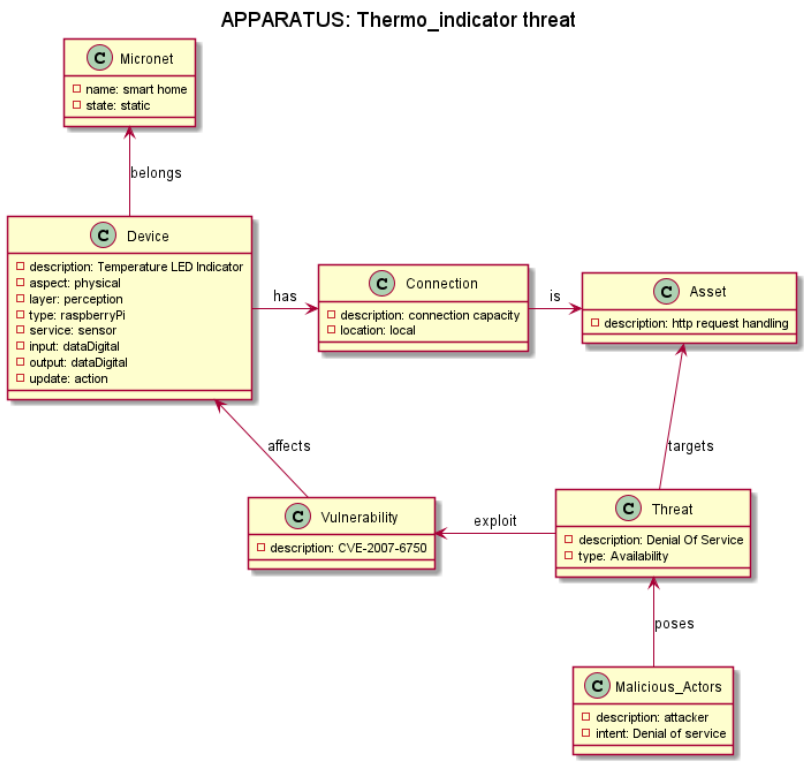 APPARATUS: Thermo_indicator threat
C Micronet
name: smart home
state: static
belongs
C Device
description: Temperature LED Indicator
aspect: physical
layer: perception
type: raspberryPi
service: sensor
input: dataDigital
output: dataDigital
update: action
has
C Connection
description: connection capacity
location: local
is
C Asset
description: http request handling
affects
targets
C Vulnerability
description: CVE-2007-6750
exploit
C Threat
description: Denial Of Service
type: Availability
poses
C Malicious_Actors
description: attacker
intent: Denial of service